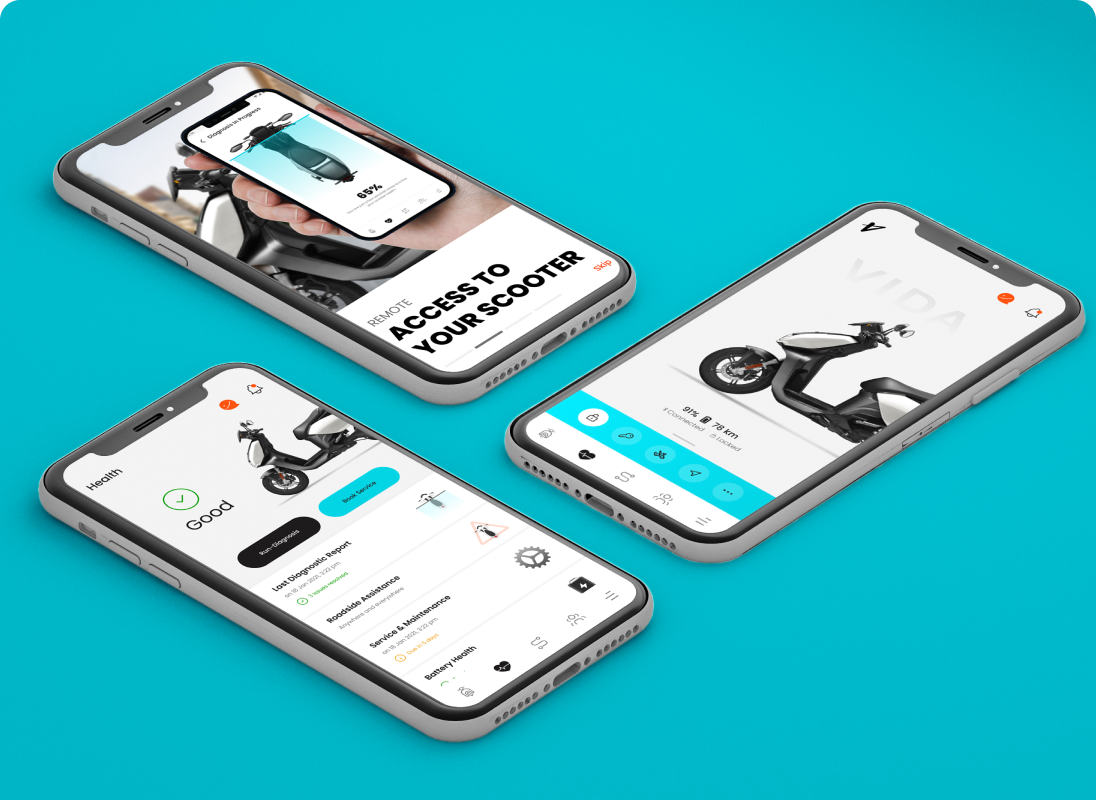 Diagnosis In Progress
65%
REMOTE
ACCESS TO
YOUR SCOOTER
Skip
VIDA
91% 78 km
Connected Locked
Health
Good
Run-Diagnosis
Book Service
Last Diagnostic Report
on 18 Jan 2021, 3:22 pm
3 issues resolved
Roadside Assistance
Anywhere and everywhere
Service & Maintenance
on 18 Jan 2021, 3:22 pm
Due in 5 days
Battery Health